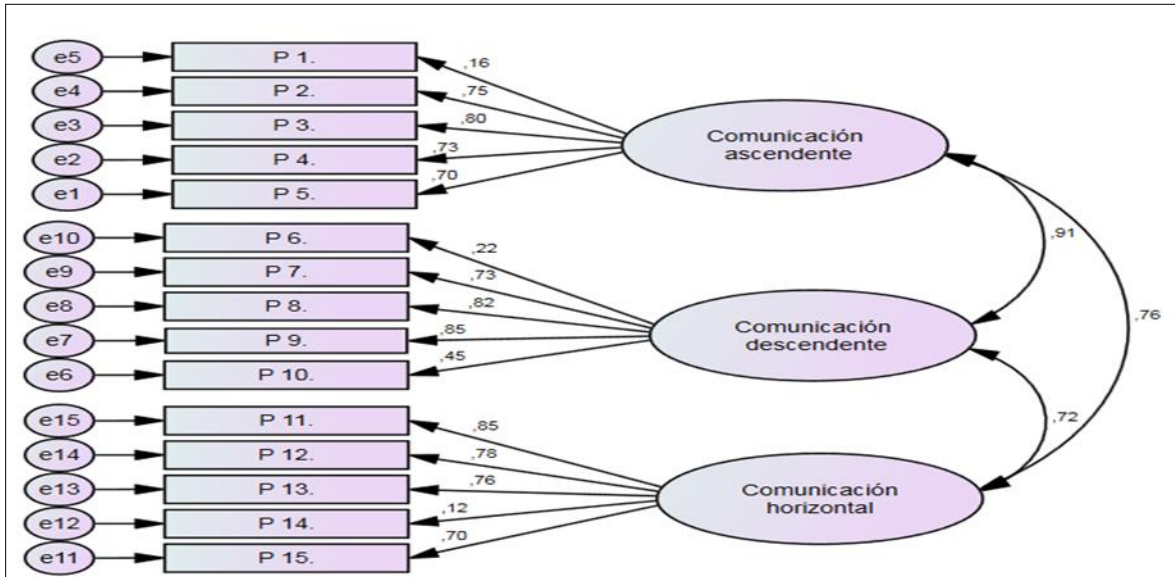 e5 P 1. ,16
e4 P 2. ,75
e3 P 3. ,80
e2 P 4. ,73
e1 P 5. ,70
Comunicación
ascendente
e10 P 6. ,22
e9 P 7. ,73
e8 P 8. ,82
e7 P 9. ,85
e6 P 10. ,45
Comunicación
descendente
,91
,76
,72
e15 P 11. ,85
e14 P 12. ,78
e13 P 13. ,76
e12 P 14. ,12
e11 P 15. ,70
Comunicación
horizontal